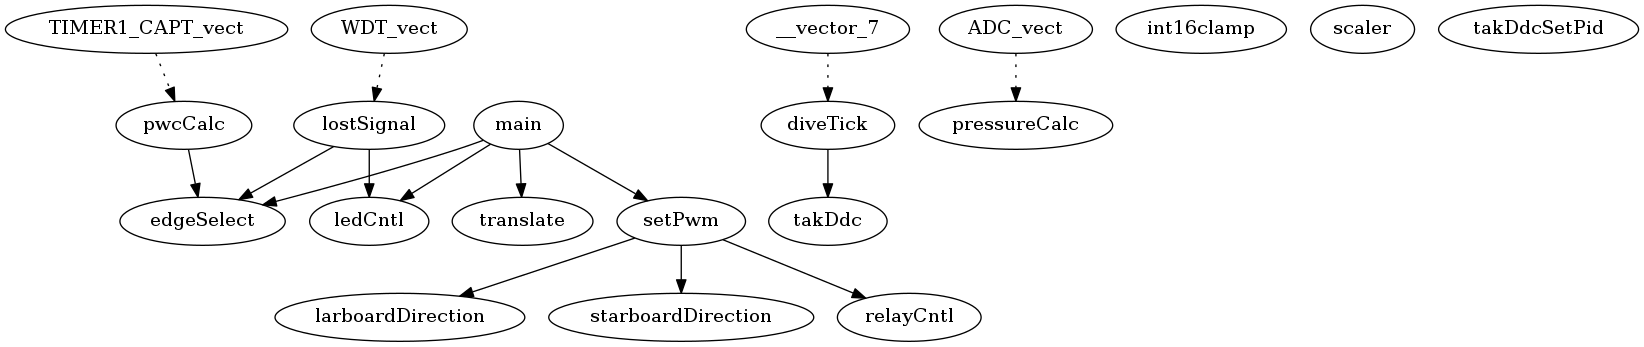 TIMER1_CAPT_vect
WDT_vect
__vector_7
ADC_vect
int16clamp
scaler
takDdcSetPid
pwcCalc
lostSignal
main
diveTick
pressureCalc
edgeSelect
ledCntl
translate
setPwm
takDdc
larboardDirection
starboardDirection
relayCntl